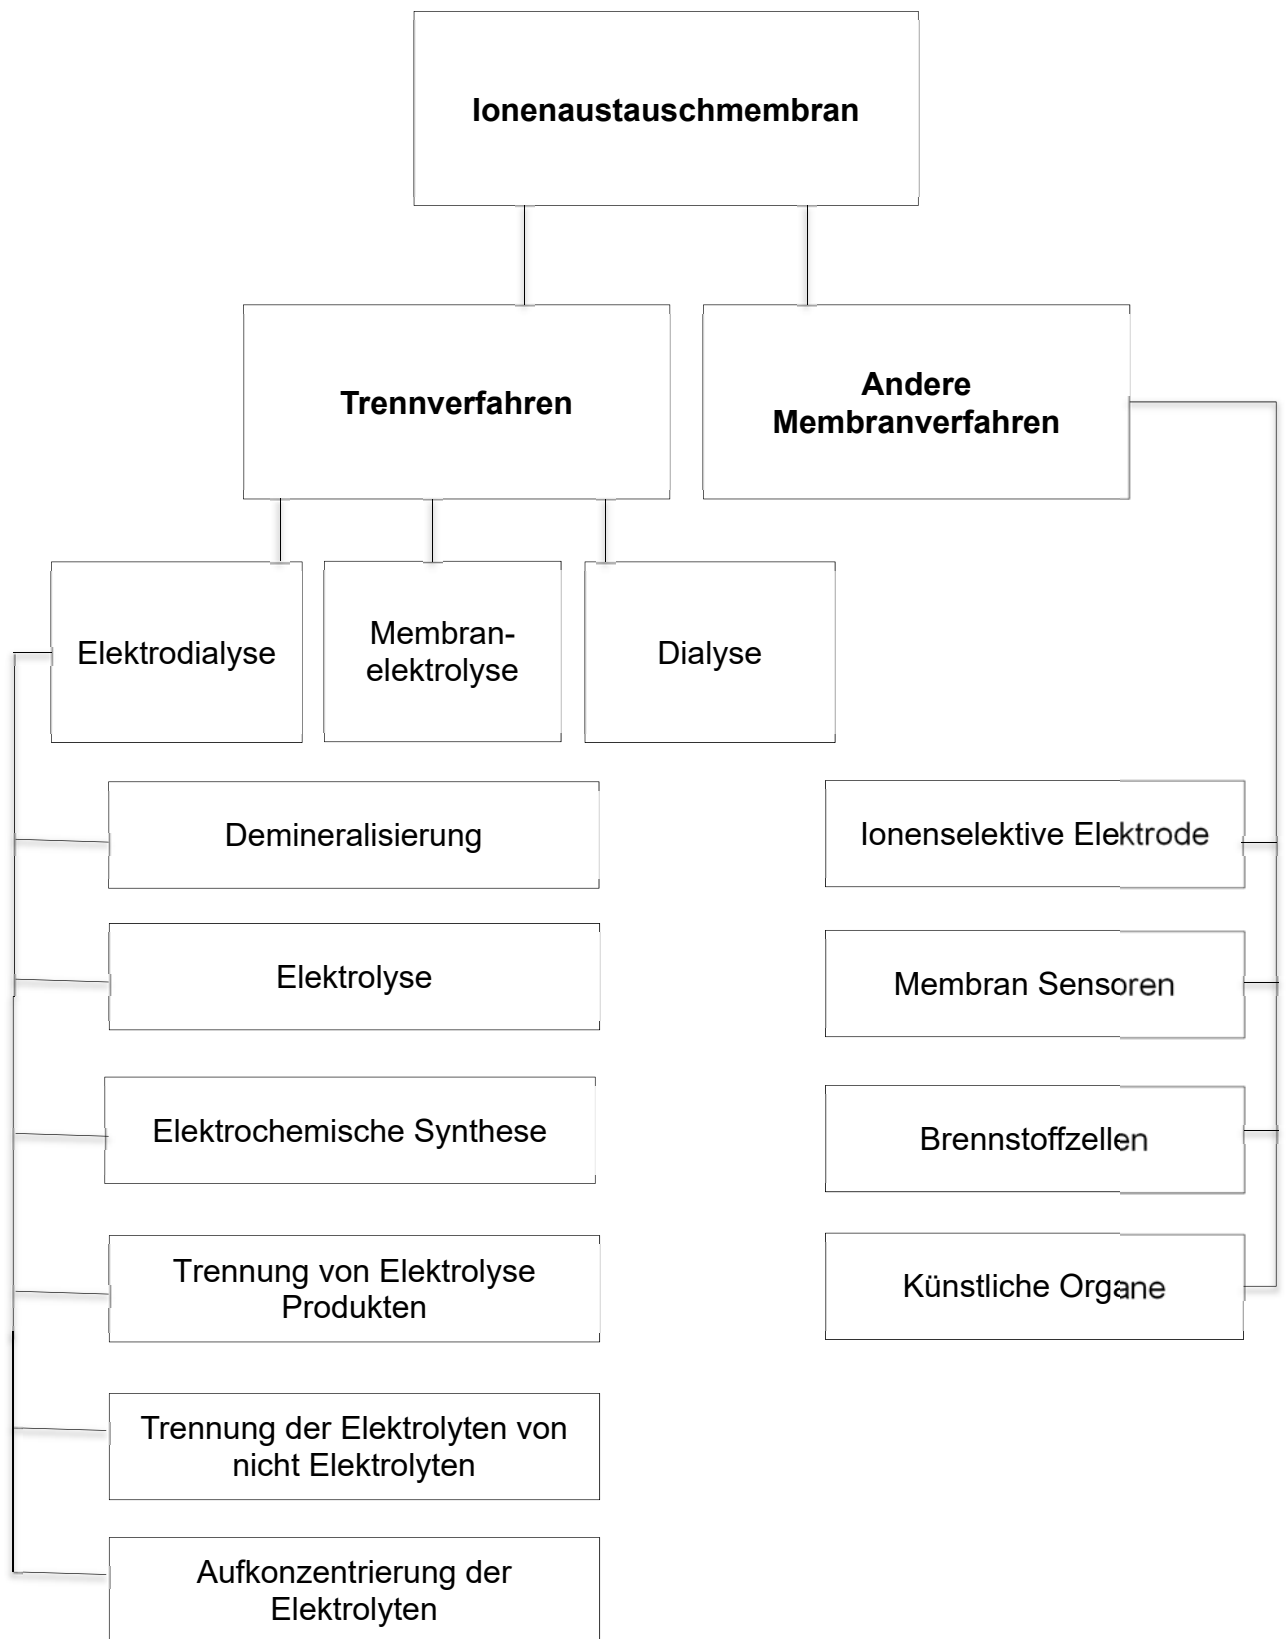 Ionenaustauschmembran
Trennverfahren
Andere
Membranverfahren
Elektrodialyse
Membran-
elektrolyse
Dialyse
Demineralisierung
Elektrolyse
Elektrochemische Synthese
Trennung von Elektrolyse
Produkten
Trennung der Elektrolyten von
nicht Elektrolyten
Aufkonzentrierung der
Elektrolyten
Ionenselektive Elektrode
Membran Sensoren
Brennstoffzellen
Künstliche Organe